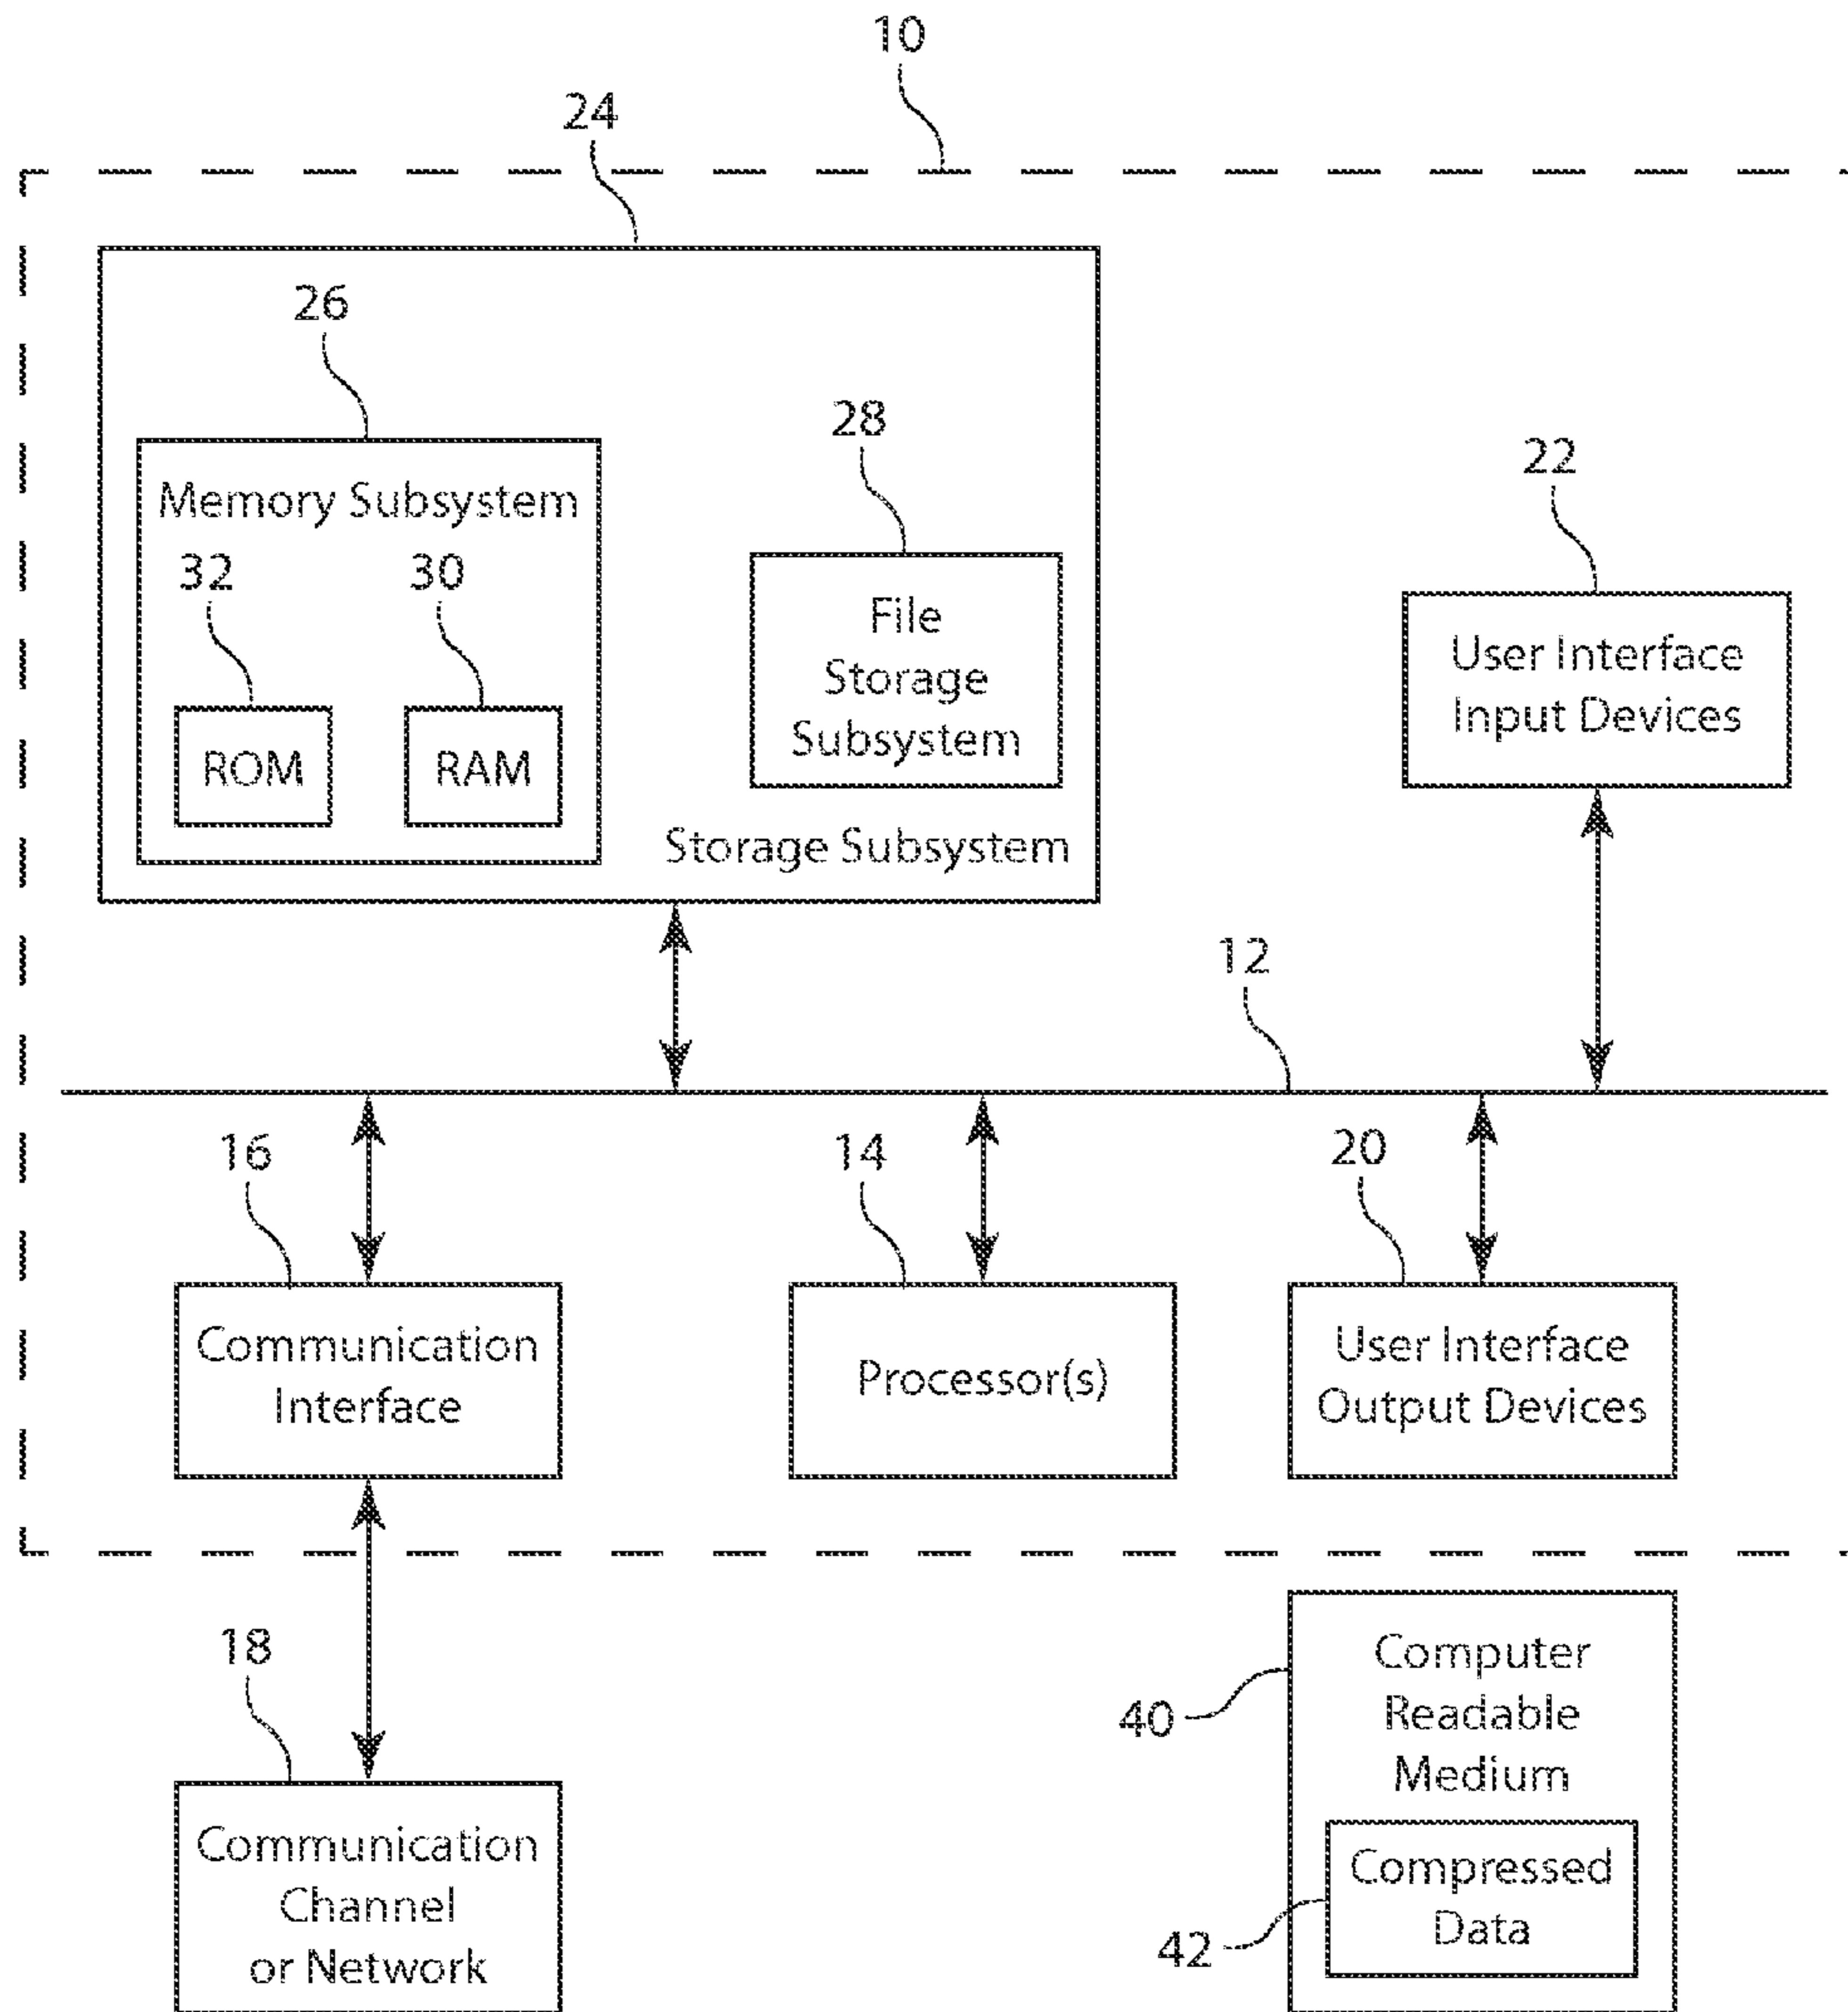 10
24
26
Memory Subsystem
32
30
ROM
RAM
28
File
Storage
Subsystem
Storage Subsystem
22
User Interface
Input Devices
12
16
Communication
Interface
14
Processor(s)
20
User Interface
Output Devices
18
Communication
Channel
or Network
40
Computer
Readable
Medium
42
Compressed
Data